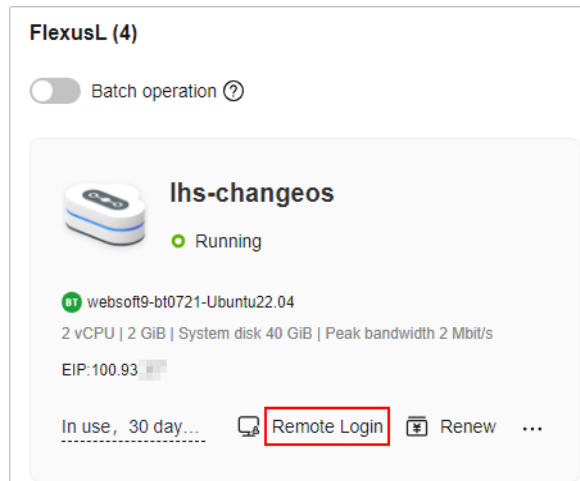 FlexusL (4)
Batch operation ?
lhs-changeos
Running
BT websoft9-bt0721-Ubuntu22.04
2 vCPU | 2 GiB | System disk 40 GiB | Peak bandwidth 2 Mbit/s
EIP:100.93
In use, 30 day... Remote Login ¥ Renew ...